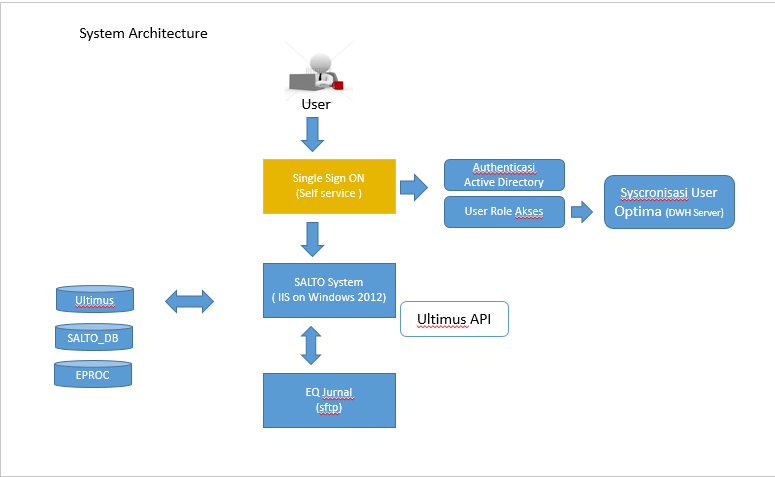 System Architecture
User
Single Sign ON
(Self service )
Authenticasi
Active Directory
User Role Akses
Syscronisasi User
Optima (DWH Server)
SALTO System
( IIS on Windows 2012)
Ultimus API
Ultimus
SALTO_DB
EPROC
EQ Jurnal
(sftp)